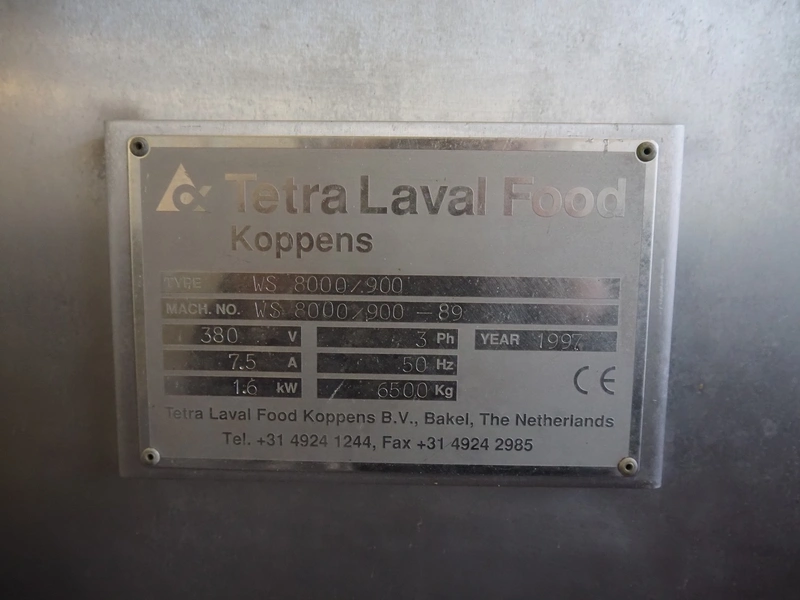 Tetra Laval Food
Koppens
TYPE WS 8000/900
MACH. NO. WS 8000/900 -89
380 V 3 Ph YEAR 1997
7.5 A 50 Hz
1.6 kW 6500 Kg
CE
Tetra Laval Food Koppens B.V., Bakel, The Netherlands
Tel. +31 4924 1244, Fax +31 4924 2985